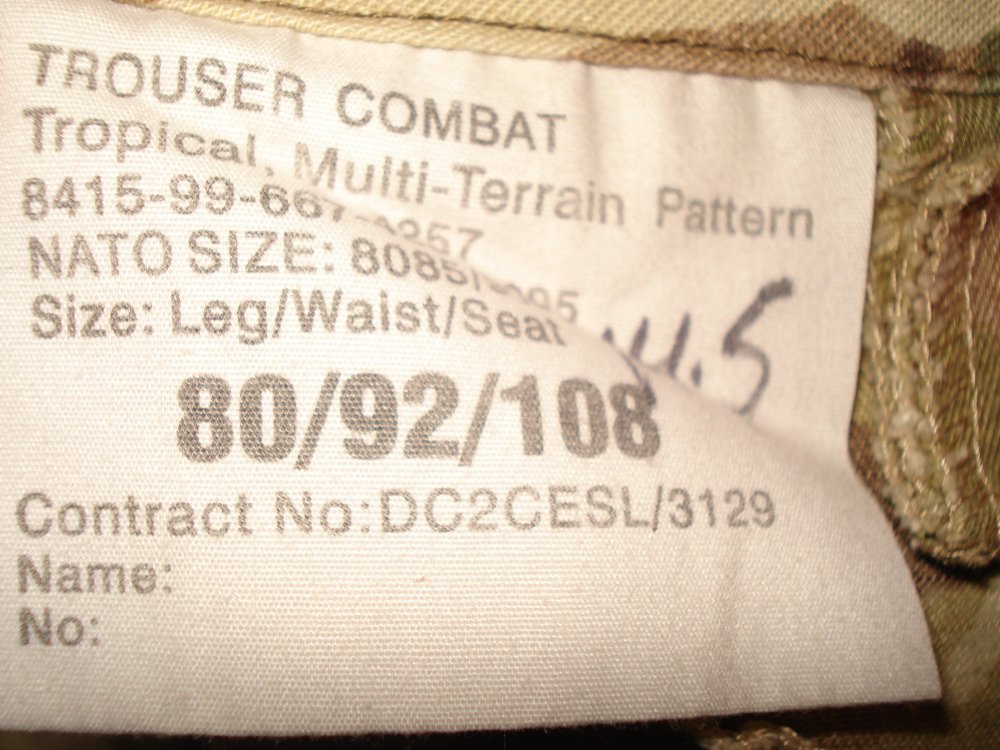 TROUSER COMBAT
Tropical, Multi-Terrain Pattern
NATO SIZE:
Size: Leg/Waist/Seat
80/92/108
Contract No:DC2CESL/3129
Name:
No: